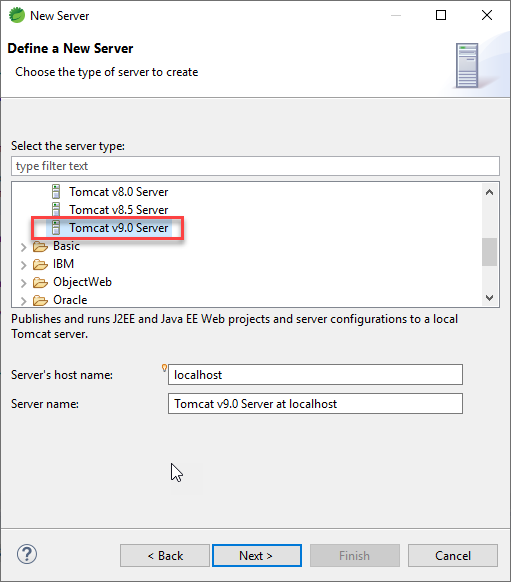 New Server
Define a New Server
Choose the type of server to create
Select the server type:
type filter text
Tomcat v8.0 Server
Tomcat v8.5 Server
Tomcat v9.0 Server
Basic
IBM
ObjectWeb
Oracle
Publishes and runs J2EE and Java EE Web projects and server configurations to a local
Tomcat server.
Server's host name:
localhost
Server name:
Tomcat v9.0 Server at localhost
?
< Back
Next >
Finish
Cancel